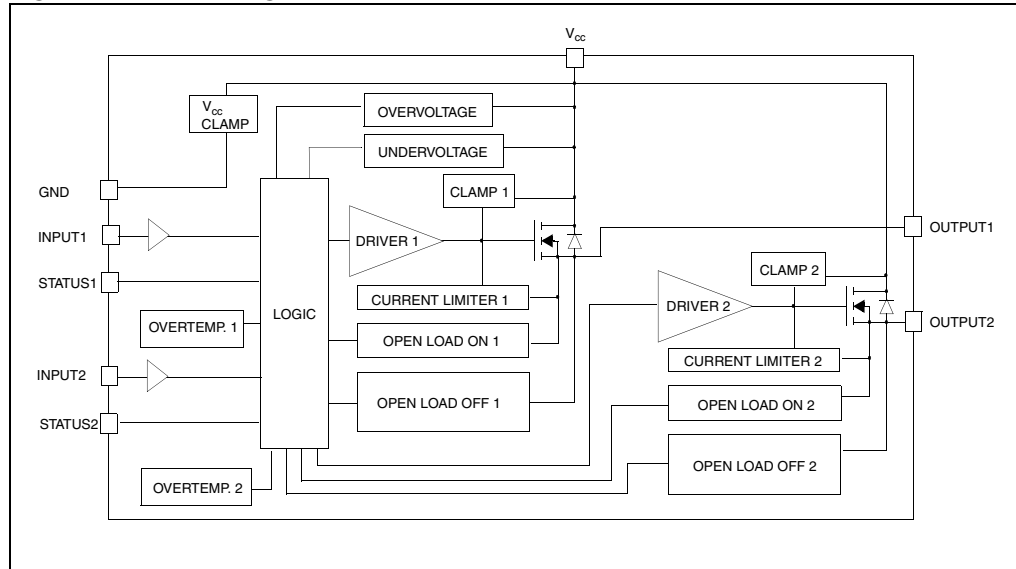 Vcc
Vcc
CLAMP
OVERVOLTAGE
UNDERVOLTAGE
GND
CLAMP 1
INPUT1
OUTPUT1
DRIVER 1
STATUS1
CLAMP 2
CURRENT LIMITER 1
DRIVER 2
LOGIC
OVERTEMP. 1
OUTPUT2
OPEN LOAD ON 1
CURRENT LIMITER 2
INPUT2
OPEN LOAD OFF 1
OPEN LOAD ON 2
STATUS2
OPEN LOAD OFF 2
OVERTEMP. 2